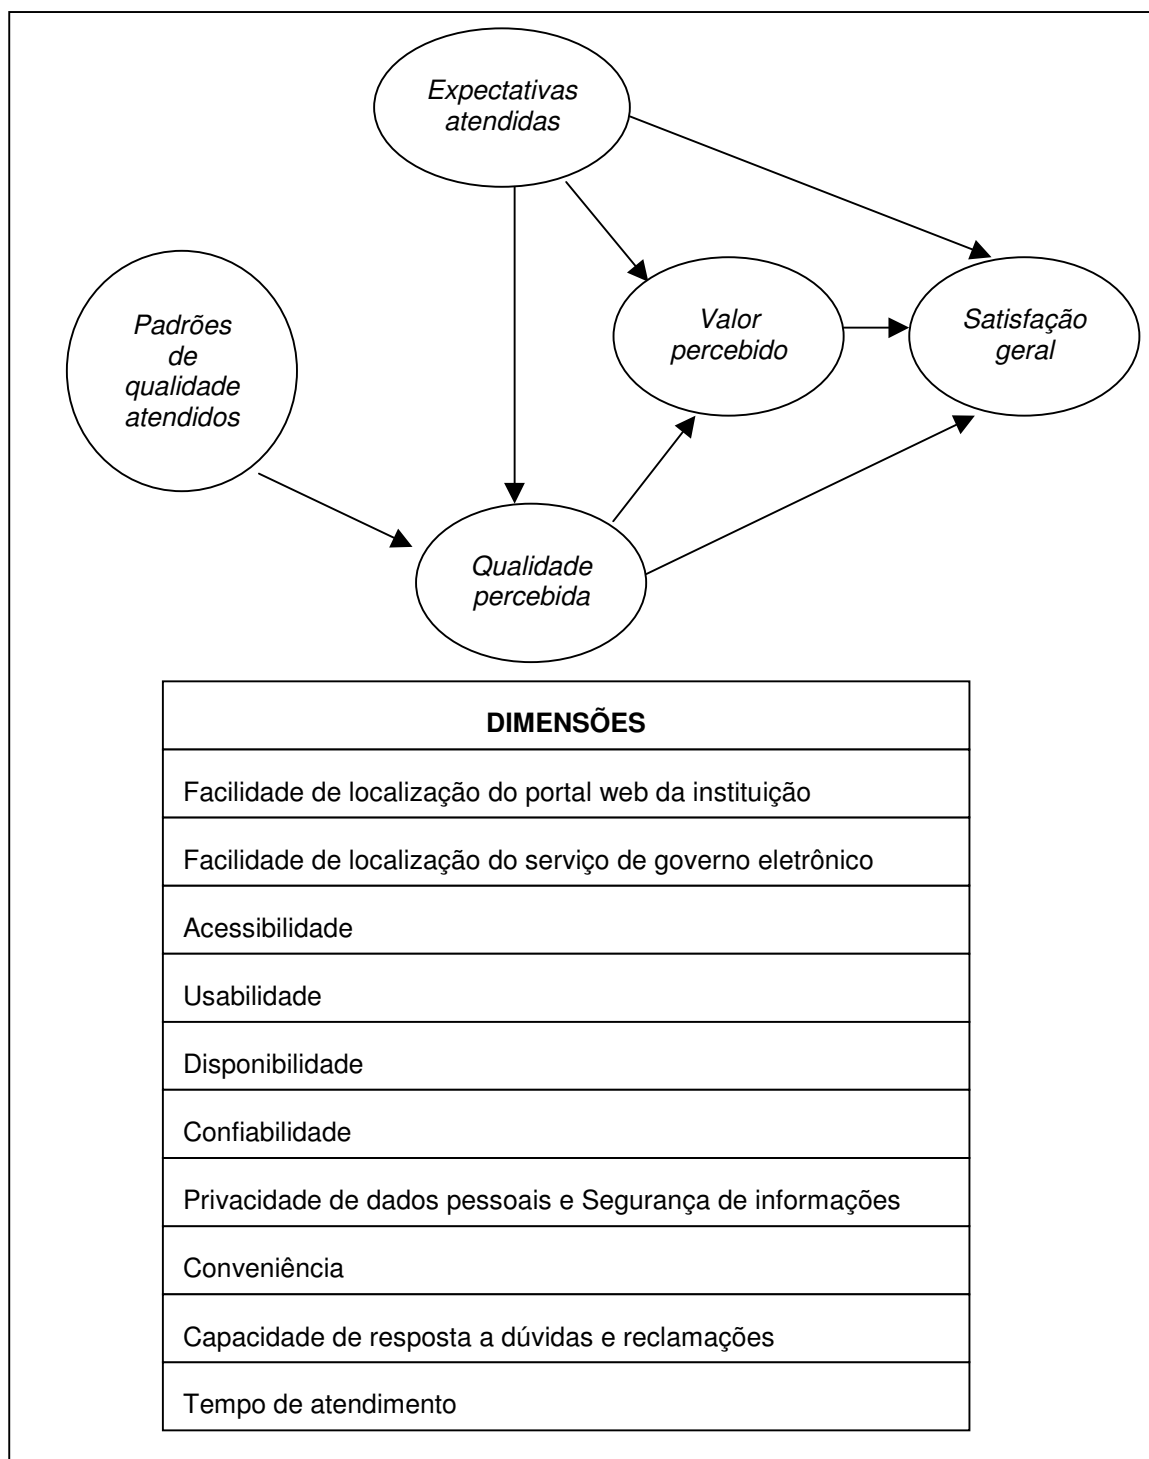 Expectativas
atendidas
Padrões
de
qualidade
atendidos
Valor
percebido
Satisfação
geral
Qualidade
percebida
DIMENSÕES
Facilidade de localização do portal web da instituição
Facilidade de localização do serviço de governo eletrônico
Acessibilidade
Usabilidade
Disponibilidade
Confiabilidade
Privacidade de dados pessoais e Segurança de informações
Conveniência
Capacidade de resposta a dúvidas e reclamações
Tempo de atendimento